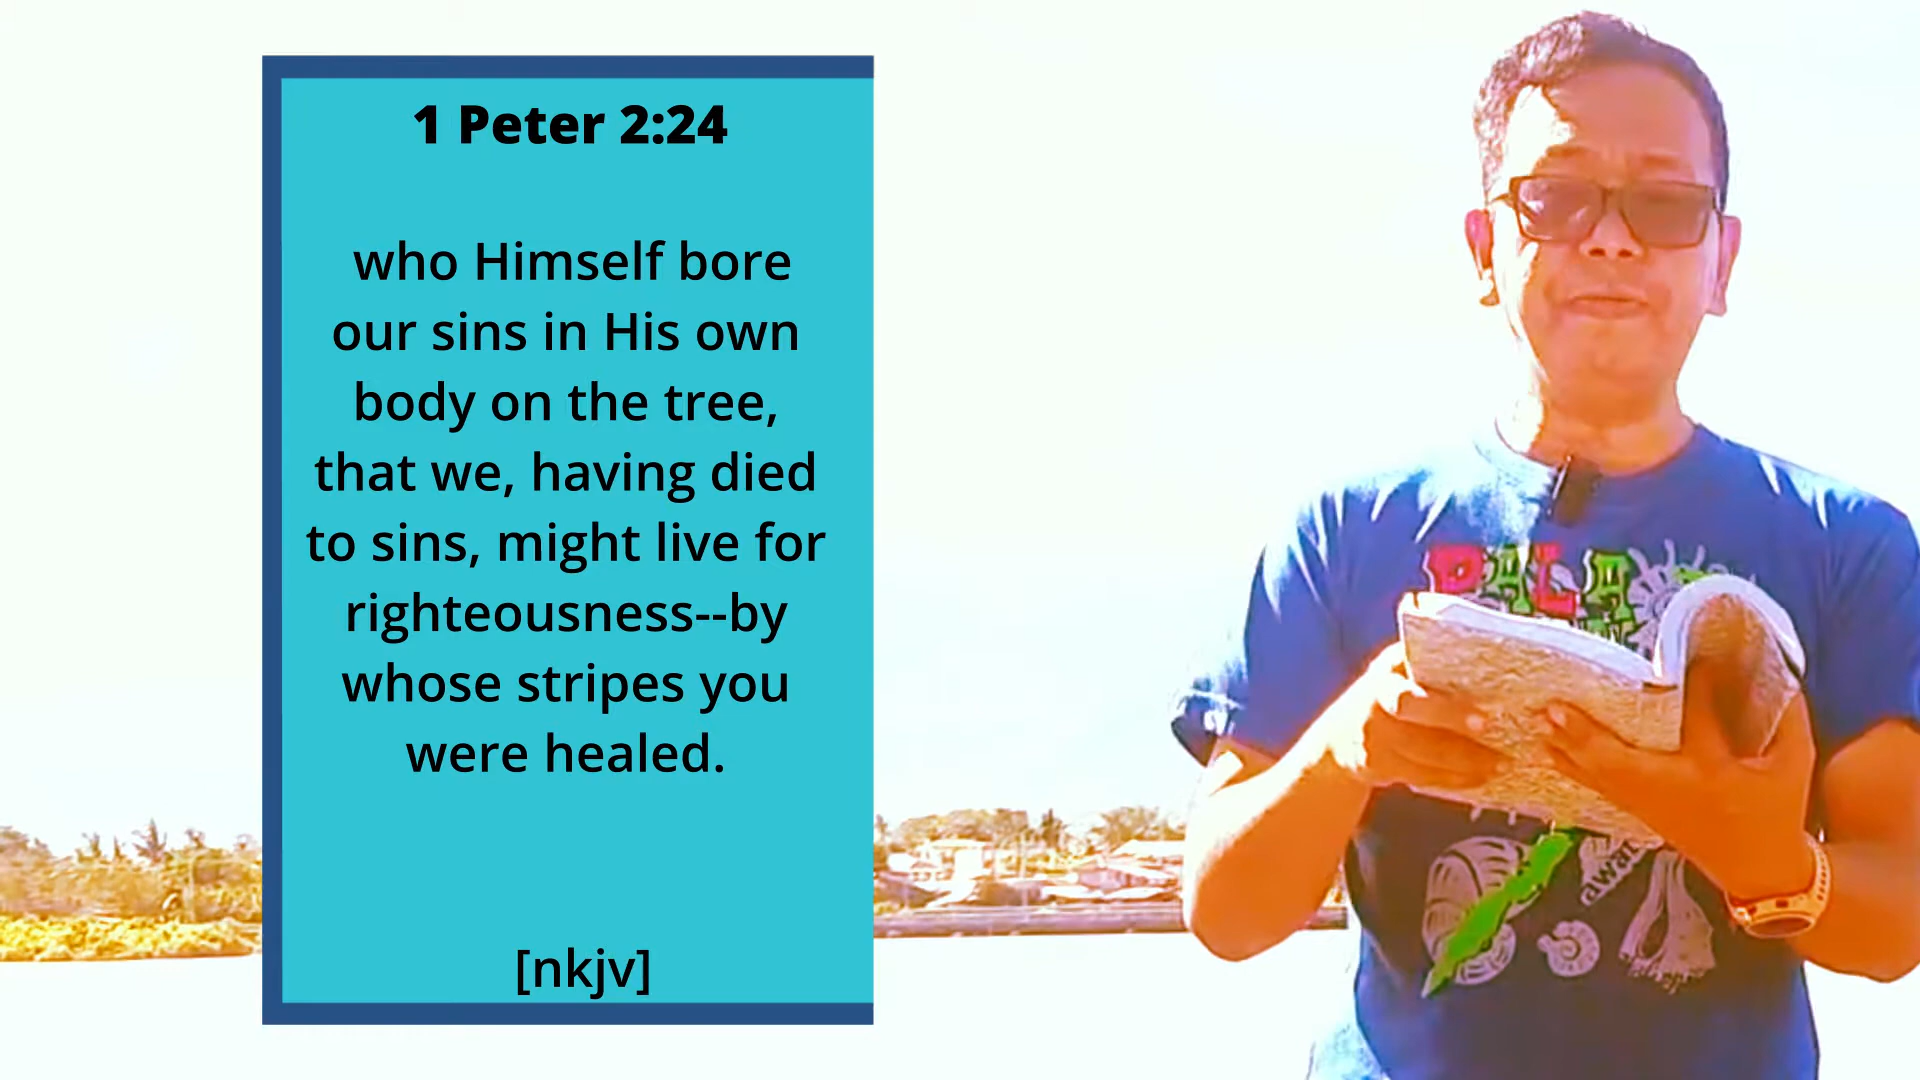 1 Peter 2:24
who Himself bore
our sins in His own
body on the tree,
that we, having died
to sins, might live for
righteousness--by
whose stripes you
were healed.
[nkjv]
PALA